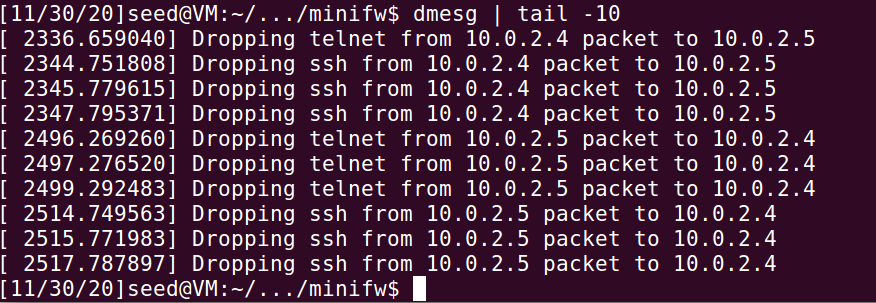 [11/30/20]seed@VM:~/.../minifw$ dmesg | tail -10
[ 2336.659040] Dropping telnet from 10.0.2.4 packet to 10.0.2.5
[ 2344.751808] Dropping ssh from 10.0.2.4 packet to 10.0.2.5
[ 2345.779615] Dropping ssh from 10.0.2.4 packet to 10.0.2.5
[ 2347.795371] Dropping ssh from 10.0.2.4 packet to 10.0.2.5
[ 2496.269260] Dropping telnet from 10.0.2.5 packet to 10.0.2.4
[ 2497.276520] Dropping telnet from 10.0.2.5 packet to 10.0.2.4
[ 2499.292483] Dropping telnet from 10.0.2.5 packet to 10.0.2.4
[ 2514.749563] Dropping ssh from 10.0.2.5 packet to 10.0.2.4
[ 2515.771983] Dropping ssh from 10.0.2.5 packet to 10.0.2.4
[ 2517.787897] Dropping ssh from 10.0.2.5 packet to 10.0.2.4
[11/30/20]seed@VM:~/.../minifw$